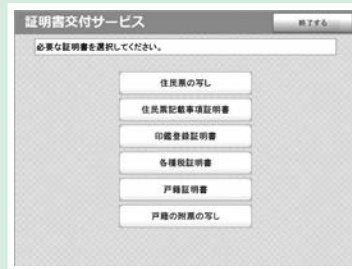 証明書交付サービス
終了する
必要な証明書を選択してください。
住民票の写し
住民票記載事項証明書
印鑑登録証明書
各種税証明書
戸籍証明書
戸籍の附票の写し